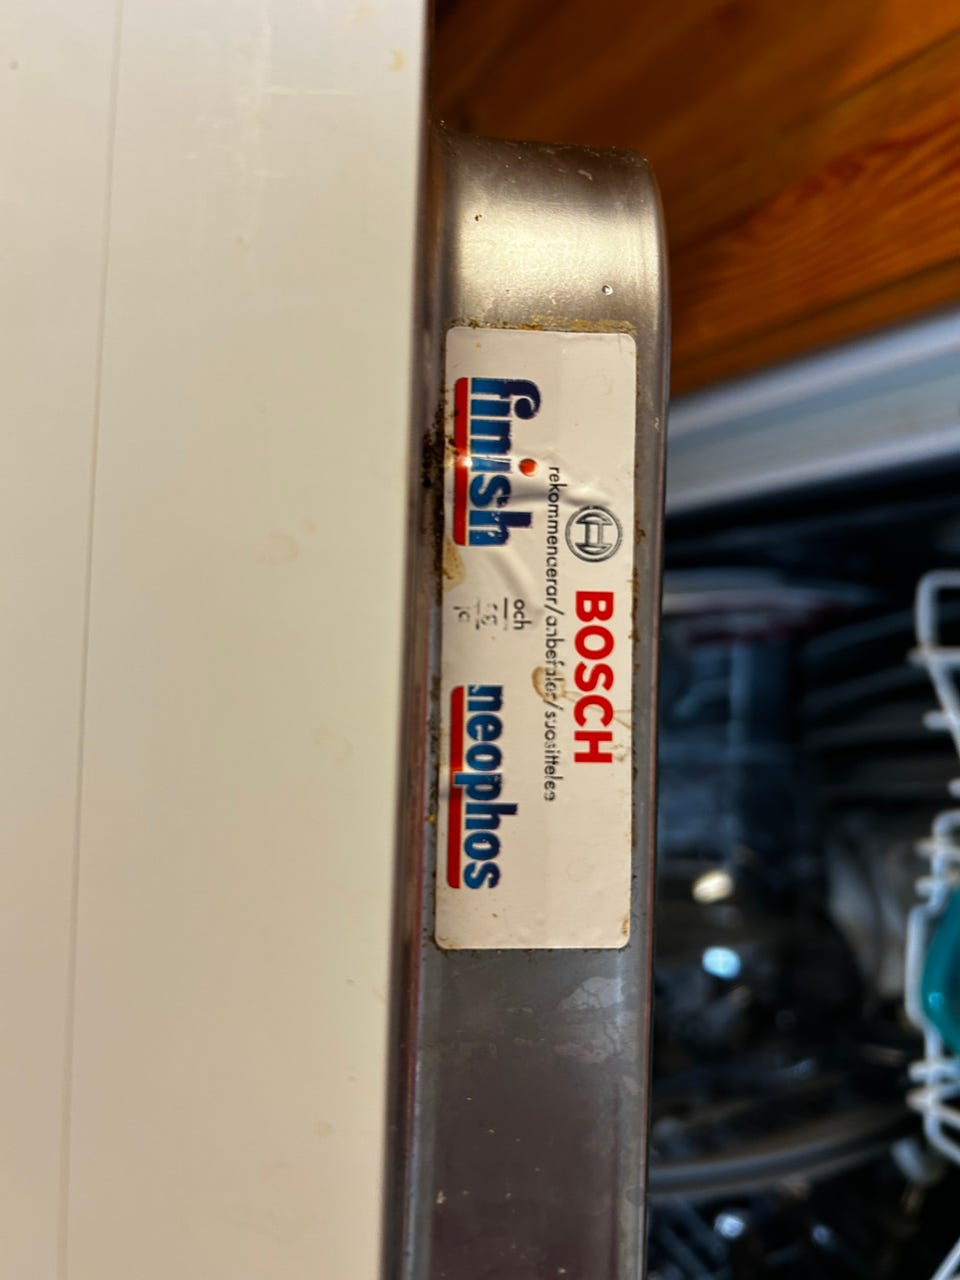 BOSCH
rekommenderar/anbefaler/suosittelee
finish
och
neophos